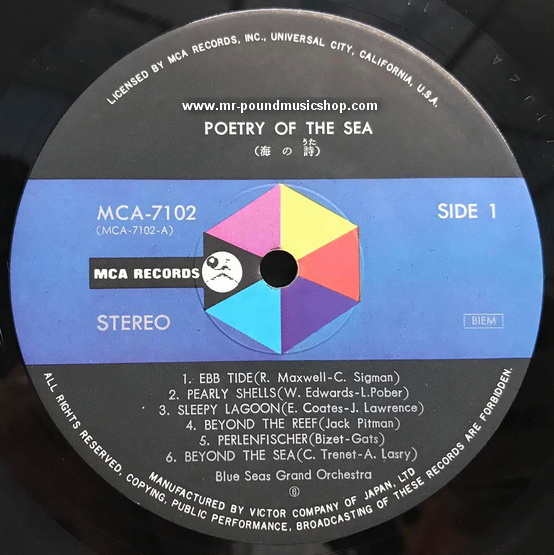 LICENSED BY MCA RECORDS, INC., UNIVERSAL CITY, CALIFORNIA, U.S.A.
www.mr-poundmusicshop.com
POETRY OF THE SEA
うた
(海の詩)
MCA-7102
SIDE 1
(MCA-7102-A)
MCA RECORDS
STEREO
BIEM
1. EBB TIDE(R. Maxwell-C. Sigman)
2. PEARLY SHELLS(W. Edwards-L.Pober)
3. SLEEPY LAGOON(E. Coates-J. Lawrence)
4. BEYOND THE REEF(Jack Pitman)
5. PERLENFISCHER(Bizet-Gats)
6. BEYOND THE SEA(C. Trenet-A. Lasry)
Blue Seas Grand Orchestra
⑥
MANUFACTURED BY VICTOR COMPANY OF JAPAN, LTD
ALL RIGHTS RESERVED, COPYING, PUBLIC PERFORMANCE, BROADCASTING OF THESE RECORDS ARE FORBIDDEN.